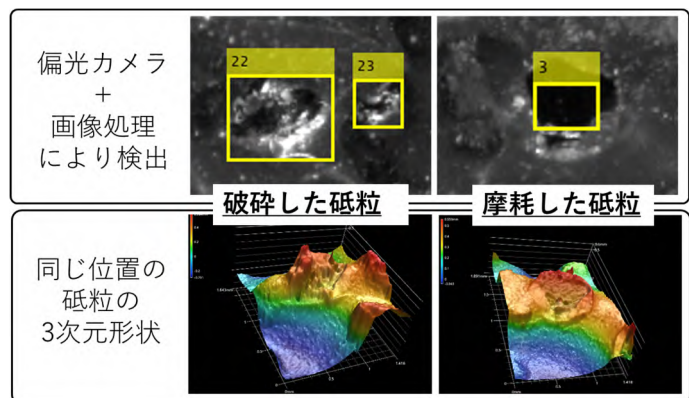 偏光カメラ
+
画像処理
により検出
22
23
3
破砕した砥粒
摩耗した砥粒
同じ位置の
砥粒の
3次元形状